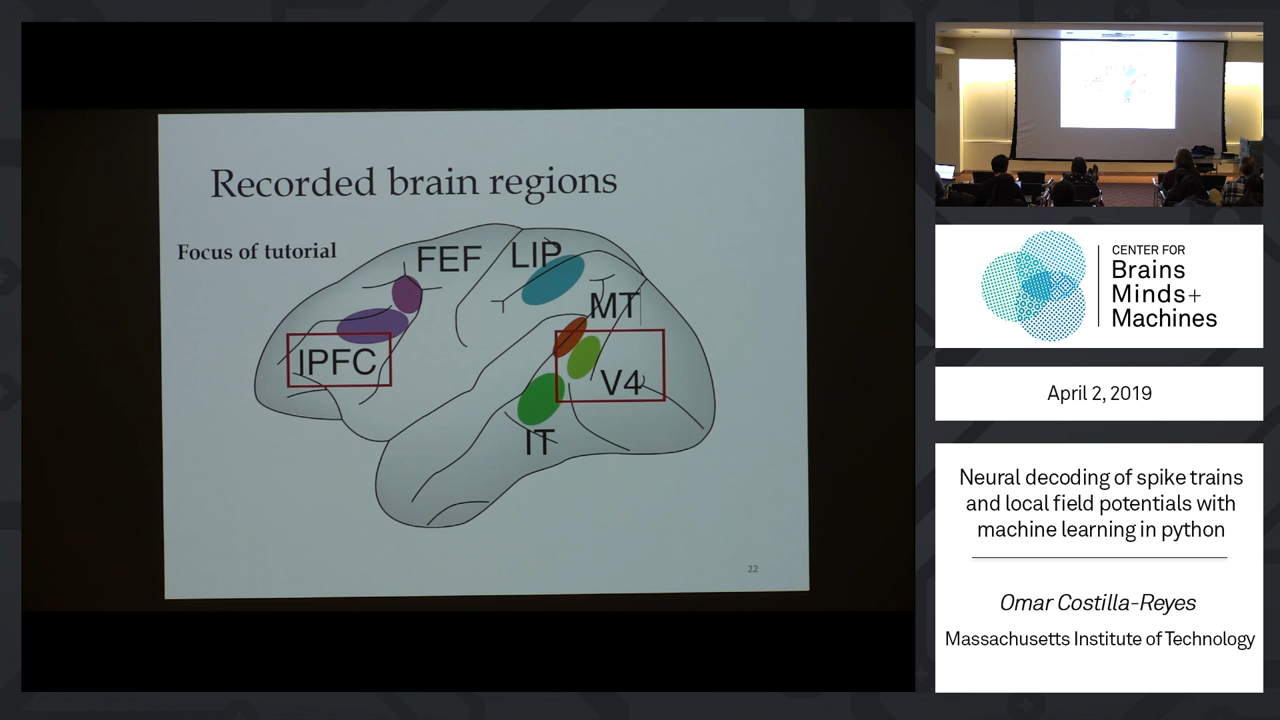 Recorded brain regions
Focus of tutorial
FEF
LIP
MT
lPFC
V4
IT
22
CENTER FOR
Brains
Minds+
Machines
April 2, 2019
Neural decoding of spike trains
and local field potentials with
machine learning in python
Omar Costilla-Reyes
Massachusetts Institute of Technology